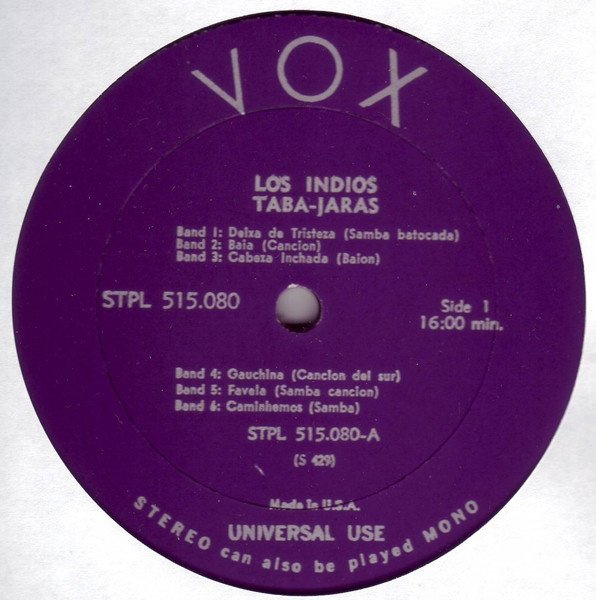 VOX
LOS INDIOS
TABA-JARAS
Band 1: Deixa de Tristeza (Samba batocada)
Band 2: Baia (Cancion)
Band 3: Cabeza Inchada (Baion)
STPL 515.080
Side 1
16:00 min.
Band 4: Gauchina (Cancion del sur)
Band 5: Favela (Samba cancion)
Band 6: Caminhemos (Samba)
STPL 515.080-A
(S 429)
Made in U.S.A.
UNIVERSAL USE
STEREO can also be played MONO